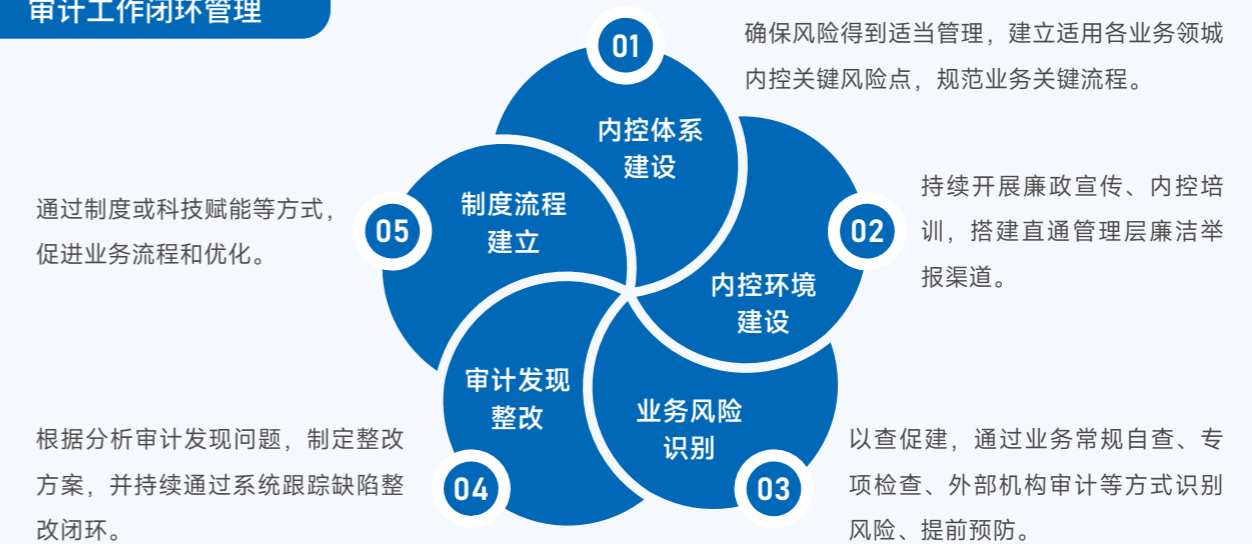 审计工作闭环管理
01
内控体系
建设
确保风险得到适当管理，建立适用各业务领城
内控关键风险点，规范业务关键流程。
02
内控环境
建设
持续开展廉政宣传、内控培
训，搭建直通管理层廉洁举
报渠道。
03
业务风险
识别
以查促建，通过业务常规自查、专
项检查、外部机构审计等方式识别
风险、提前预防。
04
审计发现
整改
根据分析审计发现问题，制定整改
方案，并持续通过系统跟踪缺陷整
改闭环。
05
制度流程
建立
通过制度或科技赋能等方式，
促进业务流程和优化。